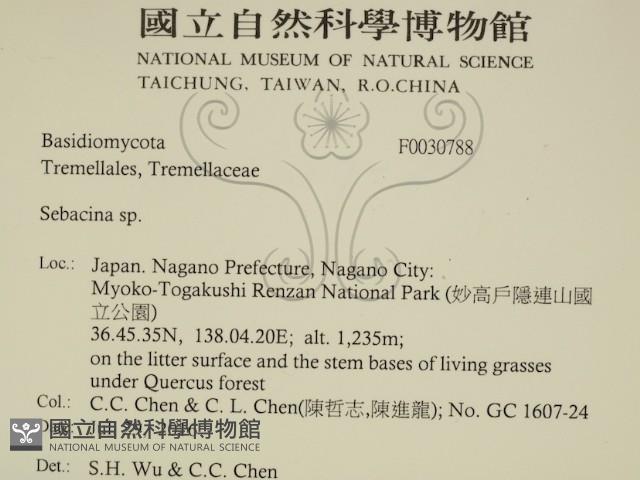 國立自然科學博物館
NATIONAL MUSEUM OF NATURAL SCIENCE
TAICHUNG, TAIWAN, R.O.CHINA
Basidiomycota F0030788
Tremellales, Tremellaceae
Sebacina sp.
Loc.: Japan. Nagano Prefecture, Nagano City:
Myoko-Togakushi Renzan National Park (妙高戶隱連山國
立公園)
36.45.35N, 138.04.20E; alt. 1,235m;
on the litter surface and the stem bases of living grasses
under Quercus forest
Col.: C.C. Chen & C. L. Chen(陳哲志,陳進龍); No. GC 1607-24
國立自然科學博物館
NATIONAL MUSEUM OF NATURAL SCIENCE
Det.: S.H. Wu & C.C. Chen